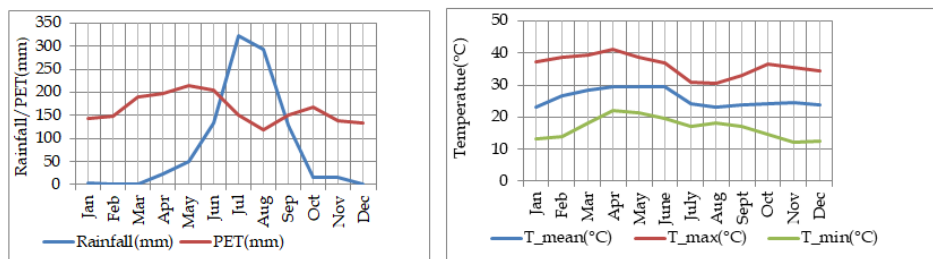 350
300
250
200
150
100
50
0
Rainfall/PET(mm)
Jan
Feb
Mar
Apr
May
Jun
Jul
Aug
Sep
Oct
Nov
Dec
Rainfall(mm) PET(mm)
50
40
30
20
10
0
Temperatue(°C)
Jan
Feb
Mar
Apr
May
June
July
Aug
Sept
Oct
Nov
Dec
T_mean(°C) T_max(°C) T_min(°C)